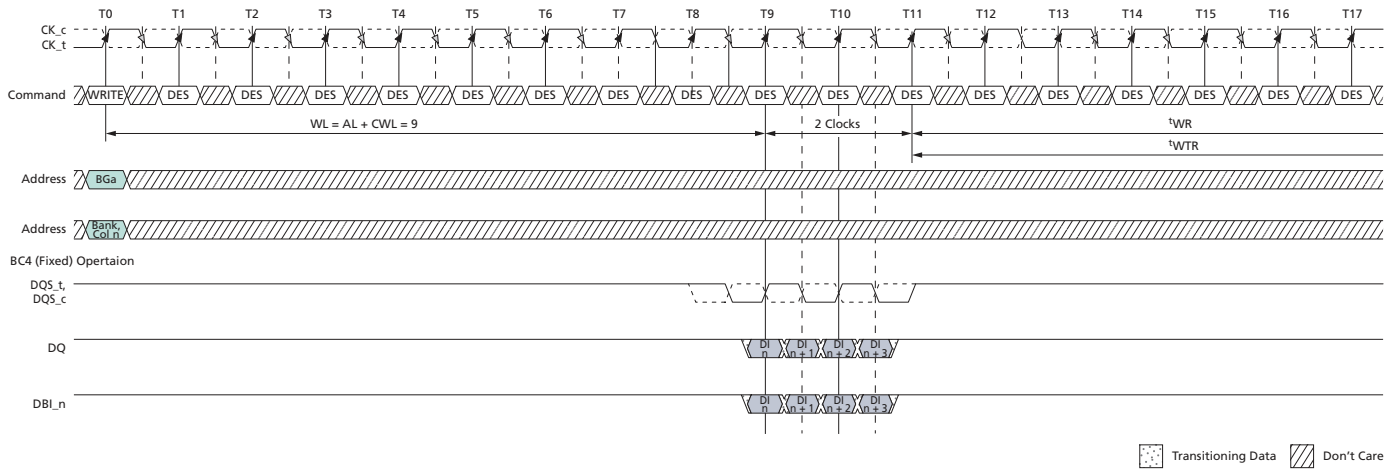 T0 T1 T2 T3 T4 T5 T6 T7 T8 T9 T10 T11 T12 T13 T14 T15 T16 T17
CK_c
CK_t
Command WRITE DES DES DES DES DES DES DES DES DES DES DES DES DES DES DES DES DES
WL = AL + CWL = 9 2 Clocks tWR
tWTR
Address BGa
Address Bank, Col n
BC4 (Fixed) Opertaion
DQS_t,
DQS_c
DQ DI n DI n + 1 DI n + 2 DI n + 3
DBI_n DI n DI n + 1 DI n + 2 DI n + 3
Transitioning Data Don't Care